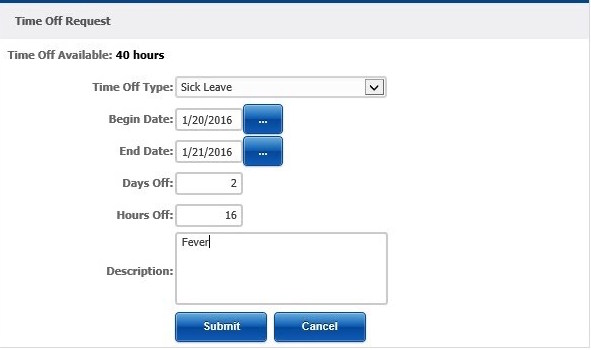 Time Off Request
Time Off Available: 40 hours
Time Off Type: Sick Leave
Begin Date: 1/20/2016 ...
End Date: 1/21/2016 ...
Days Off: 2
Hours Off: 16
Description: Fever
Submit Cancel